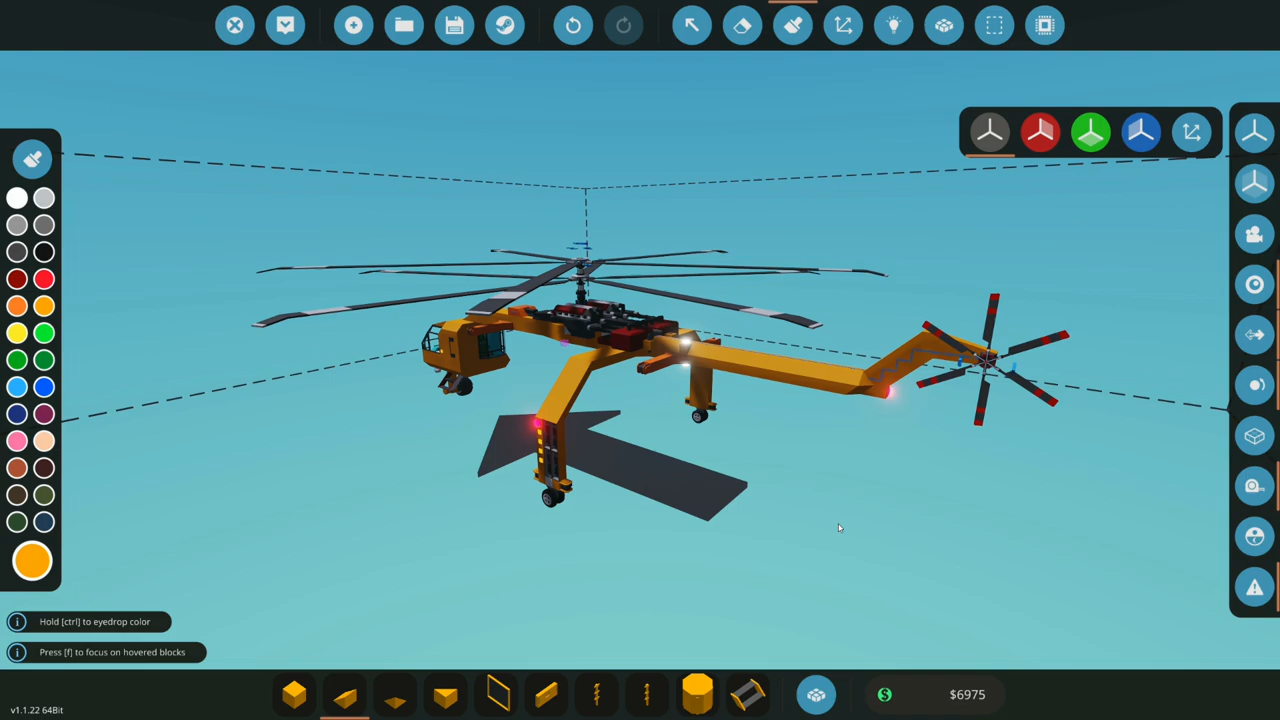 Hold [ctrl] to eyedrop color
Press [f] to focus on hovered blocks
$6975
v1.1.22 64Bit